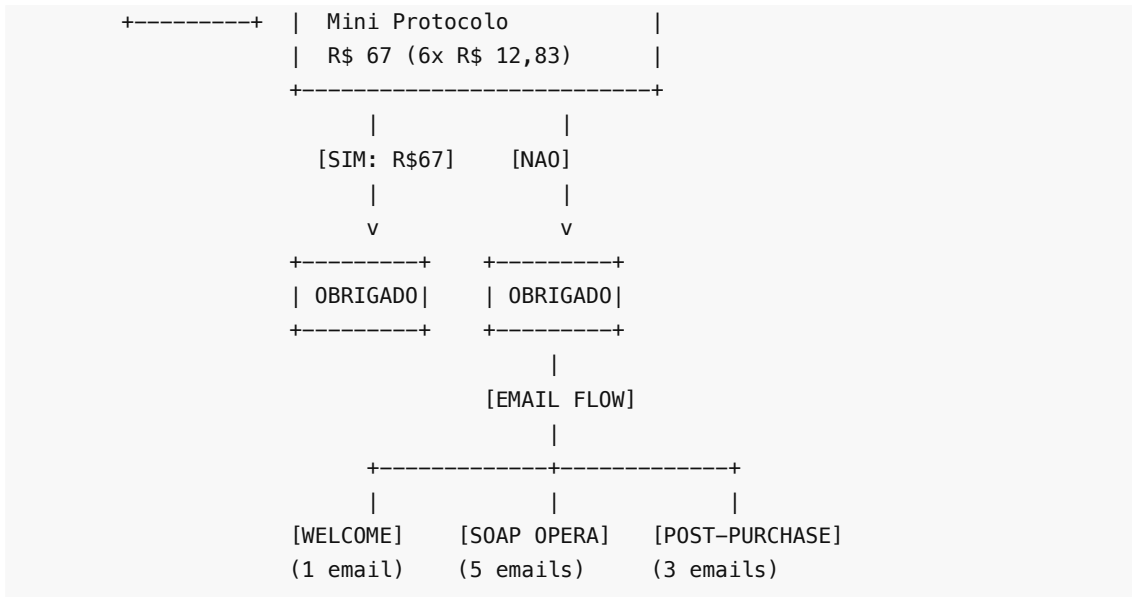 +---------+  |  Mini Protocolo           |
             |  R$ 67 (6x R$ 12,83)      |
             +---------------------------+
                   |              |
               [SIM: R$67]    [NAO]
                   |              |
                   v              v
             +---------+    +---------+
             | OBRIGADO|    | OBRIGADO|
             +---------+    +---------+
                                 |
                            [EMAIL FLOW]
                                 |
                   +-------------+-------------+
                   |             |             |
             [WELCOME]    [SOAP OPERA]   [POST-PURCHASE]
             (1 email)    (5 emails)     (3 emails)